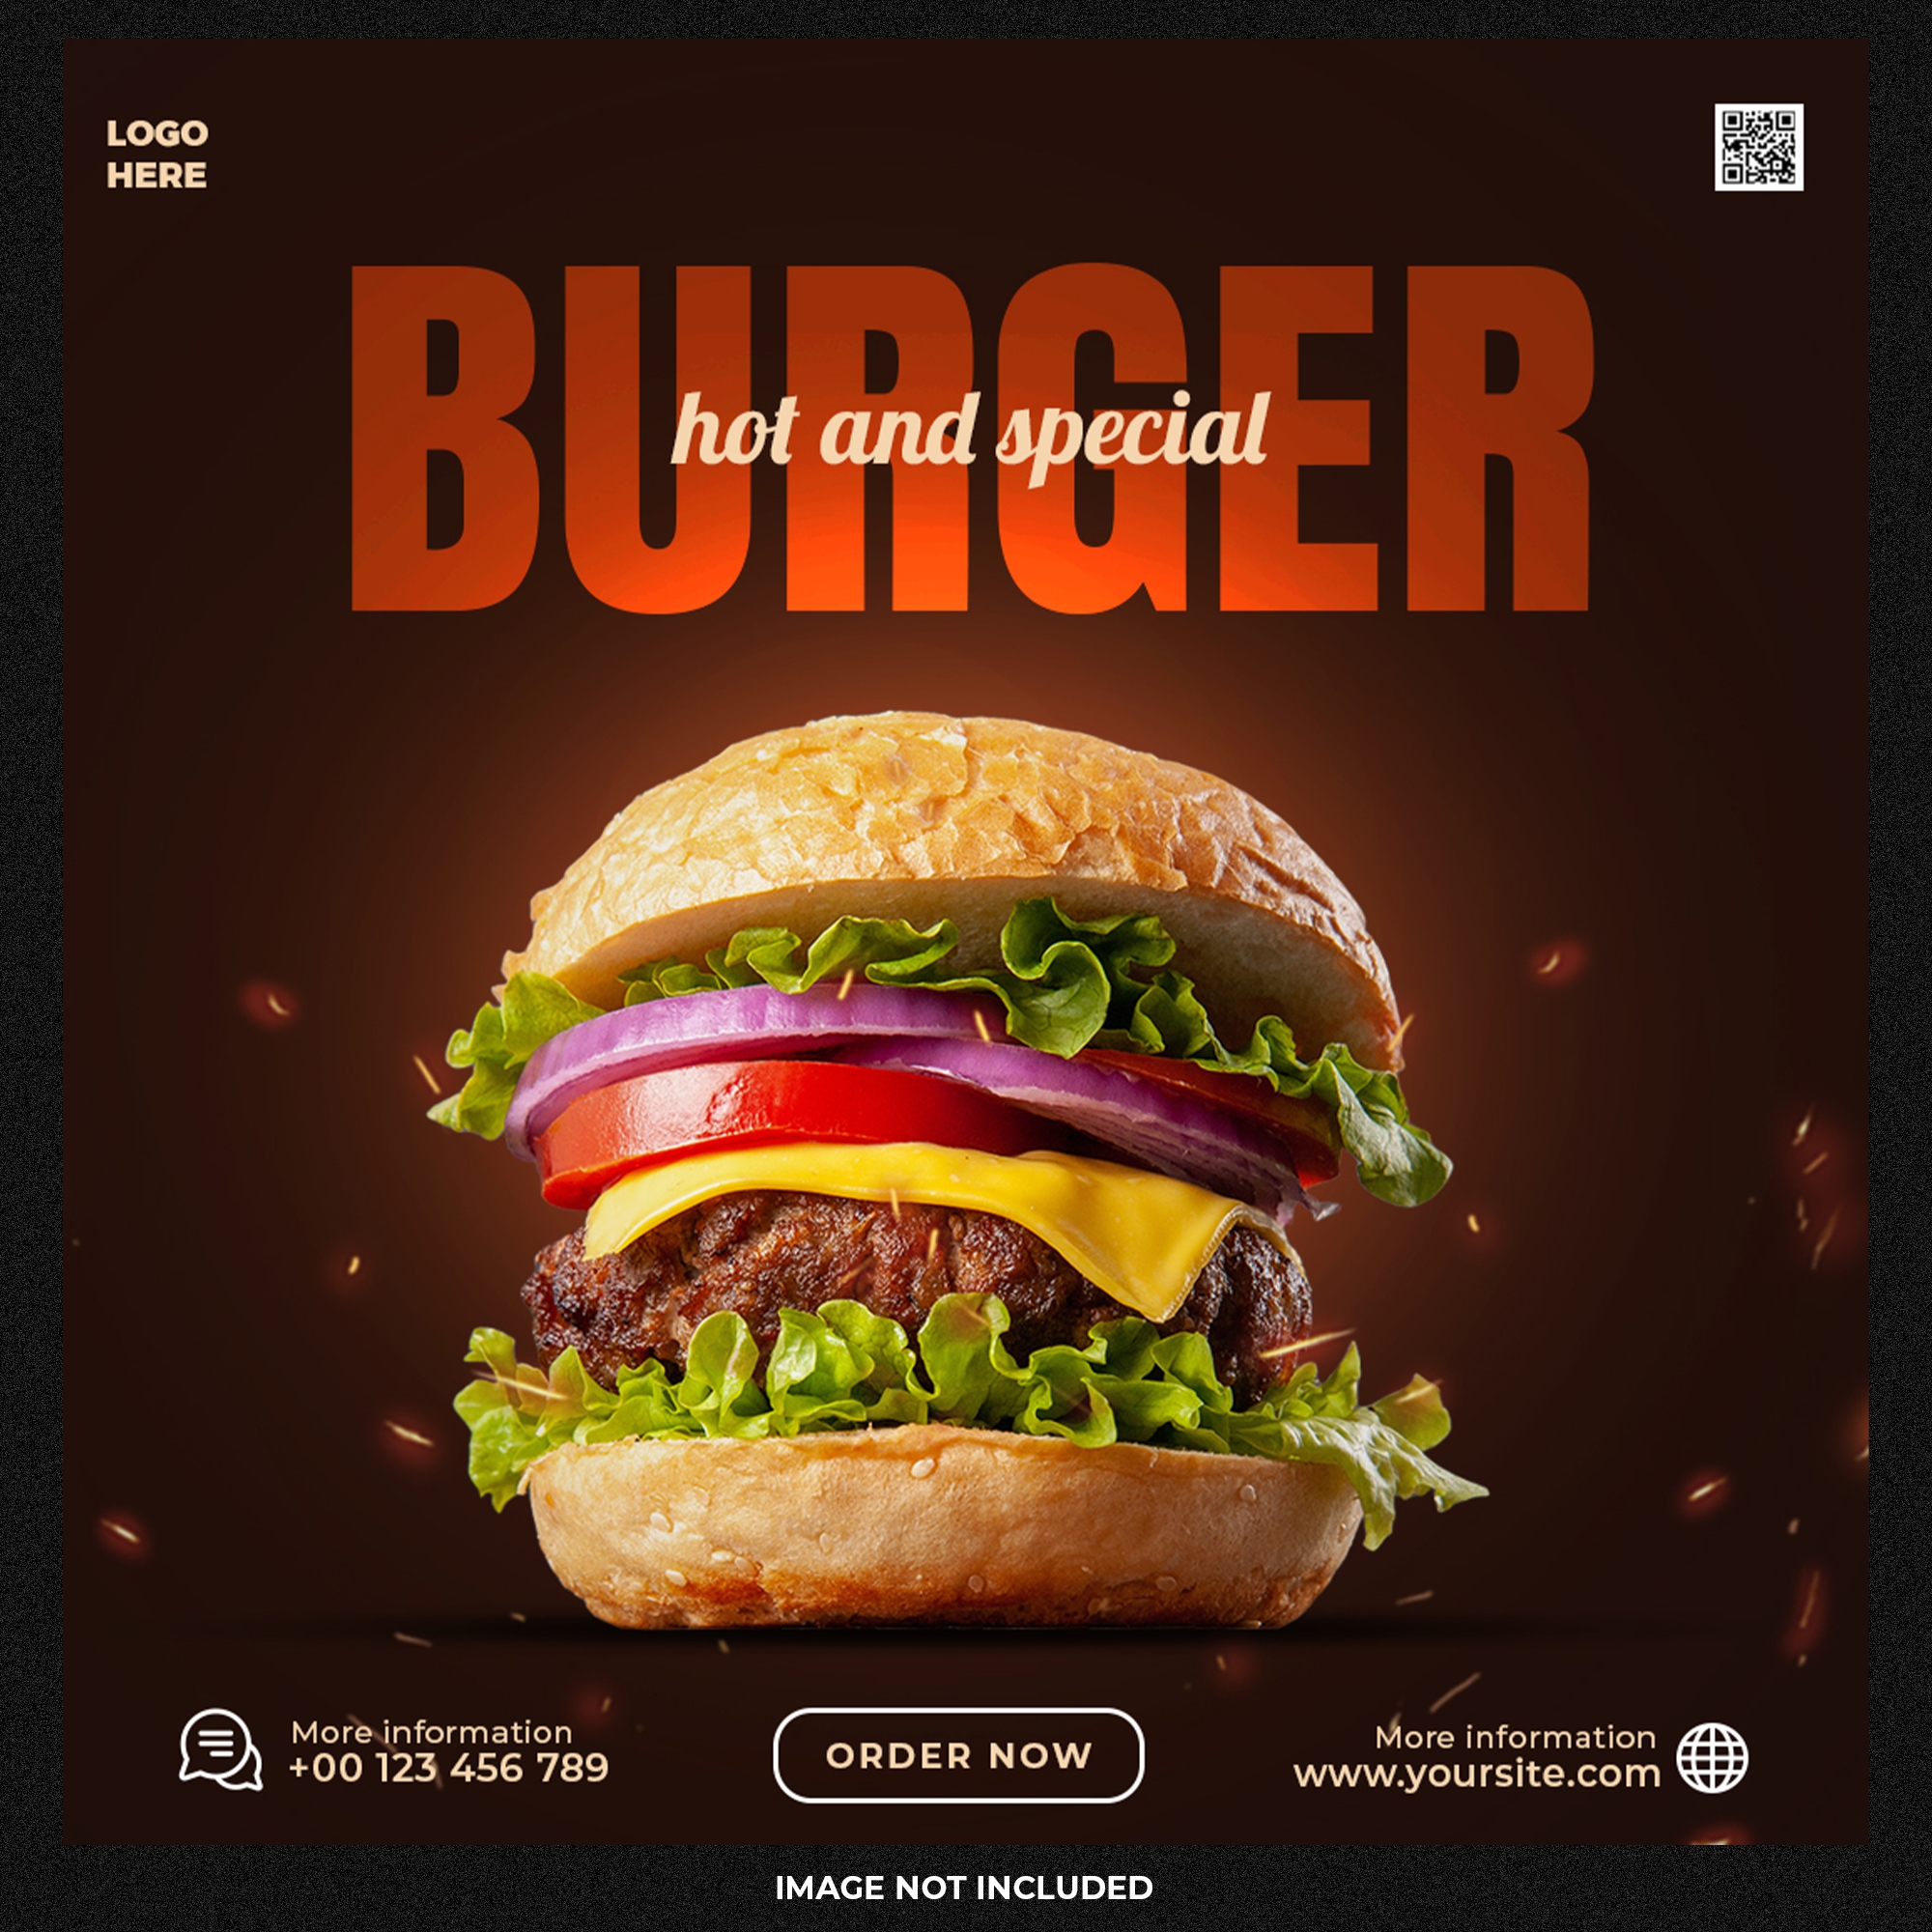 LOGO
HERE
BURGER
hot and special
More information
+00 123 456 789
ORDER NOW
More information
www.yoursite.com
IMAGE NOT INCLUDED